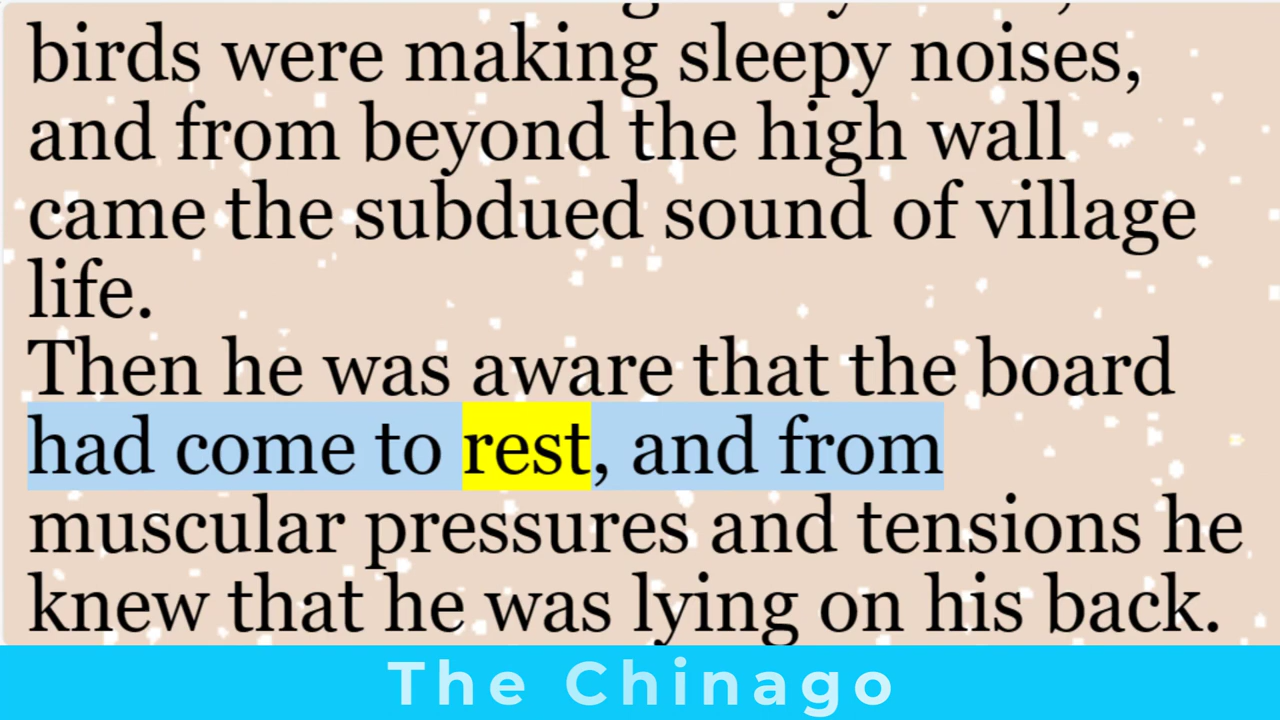 birds were making sleepy noises,
and from beyond the high wall
came the subdued sound of village
life.
Then he was aware that the board
had come to rest, and from
muscular pressures and tensions he
knew that he was lying on his back.
The Chinago